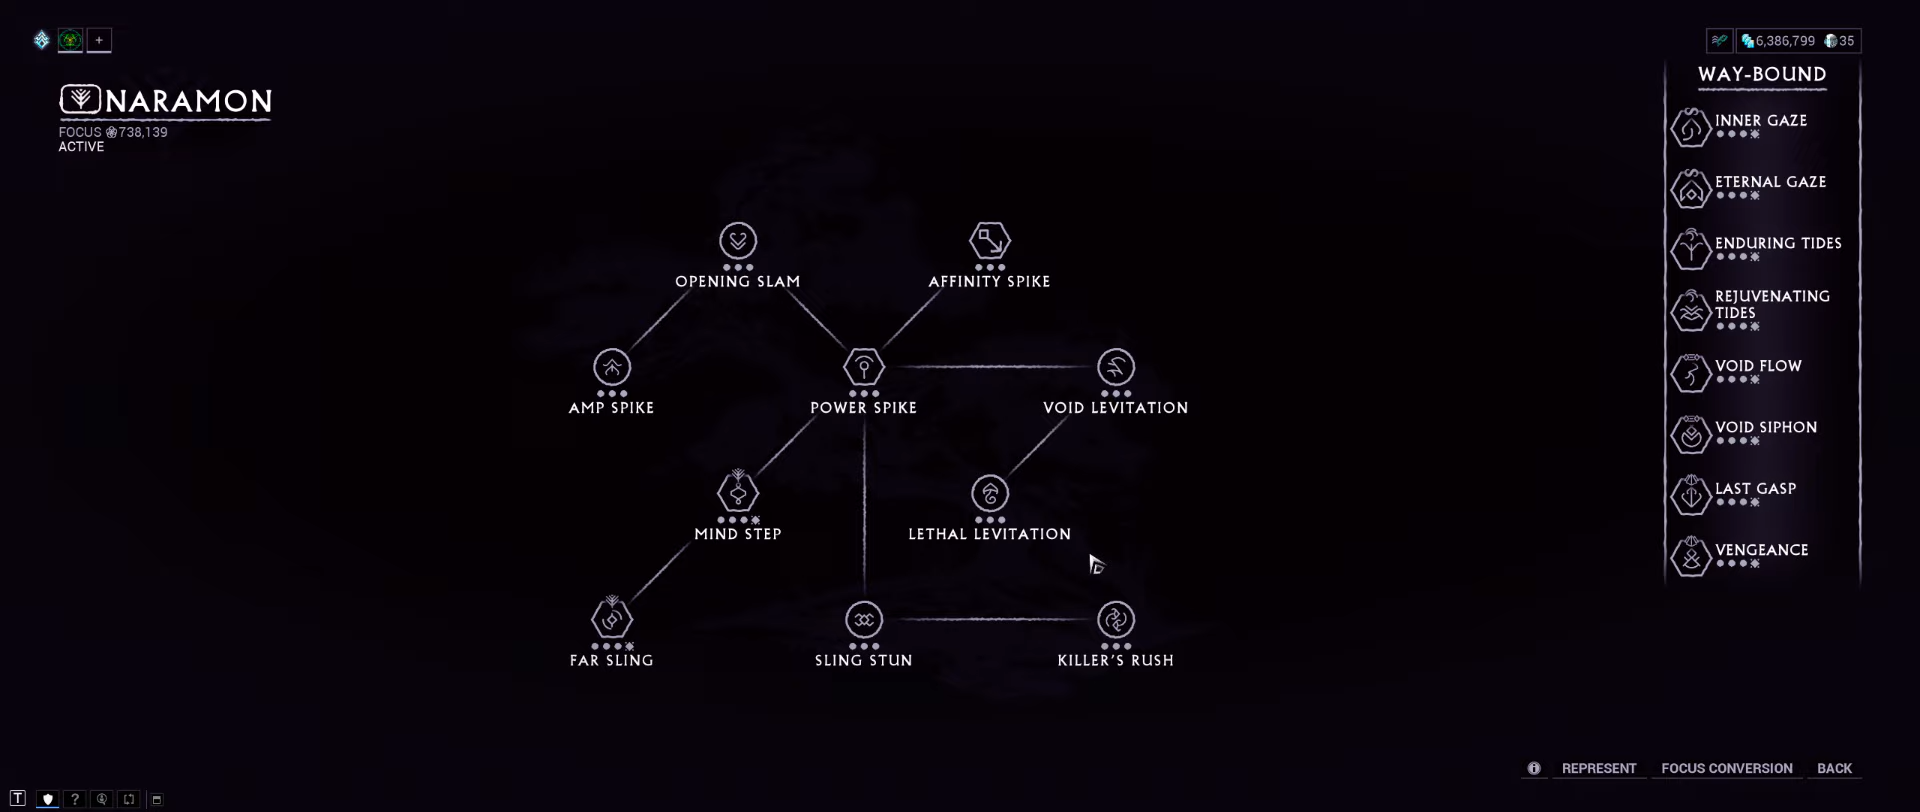 +
6,386,799 35
NARAMON
FOCUS 738,139
ACTIVE
WAY-BOUND
INNER GAZE
ETERNAL GAZE
ENDURING TIDES
REJUVENATING
TIDES
VOID FLOW
VOID SIPHON
LAST GASP
VENGEANCE
OPENING SLAM
AFFINITY SPIKE
AMP SPIKE
POWER SPIKE
VOID LEVITATION
MIND STEP
LETHAL LEVITATION
FAR SLING
SLING STUN
KILLER'S RUSH
REPRESENT
FOCUS CONVERSION
BACK
T
?